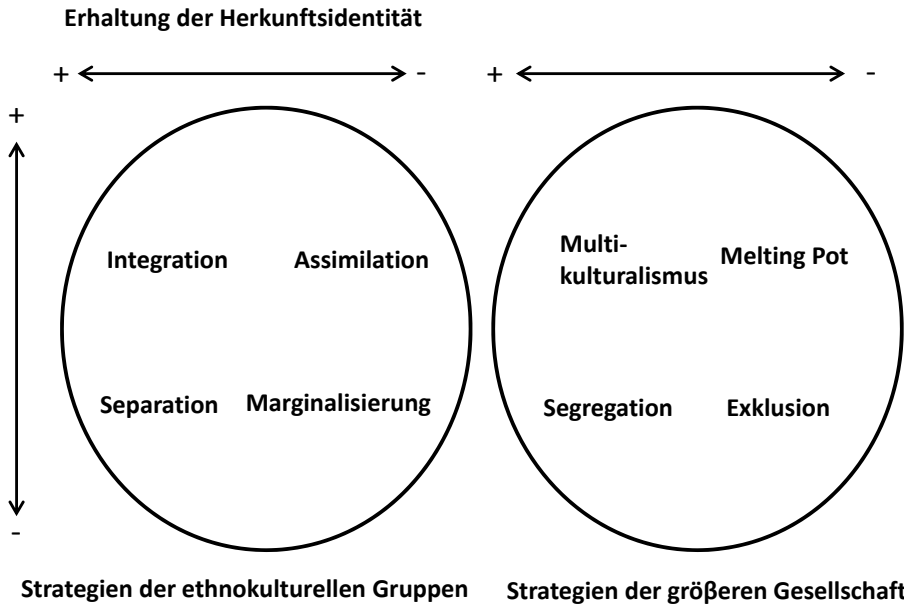 Erhaltung der Herkunftsidentität
+ - + -
+
Integration Assimilation Multi-
kulturalismus Melting Pot
Separation Marginalisierung Segregation Exklusion
-
Strategien der ethnokulturellen Gruppen Strategien der größeren Gesellschaft